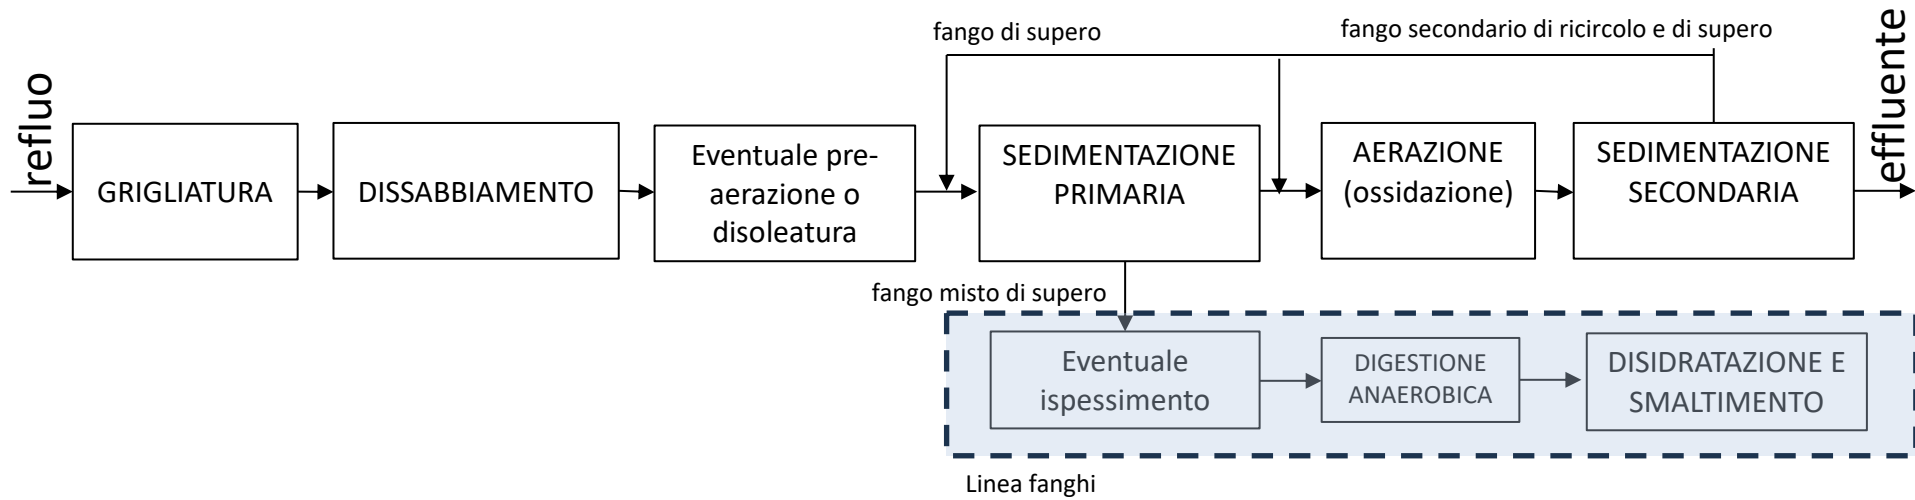 fango di supero
fango secondario di ricircolo e di supero
refluo
GRIGLIATURA
DISSABBIAMENTO
Eventuale pre-
aerazione o
disoleatura
SEDIMENTAZIONE
PRIMARIA
AERAZIONE
(ossidazione)
SEDIMENTAZIONE
SECONDARIA
effluente
fango misto di supero
Eventuale
ispessimento
DIGESTIONE
ANAEROBICA
DISIDRATAZIONE E
SMALTIMENTO
Linea fanghi